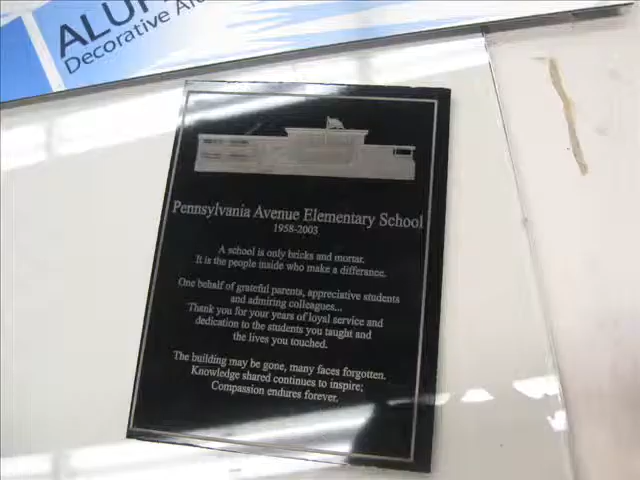 ALU
Decorative Al
Pennsylvania Avenue Elementary School
1958-2003
A school is only bricks and mortar.
It is the people inside who make a differance.
One behalf of grateful parents, appreciative students
and admiring colleagues...
Thank you for your years of loyal service and
dedication to the students you taught and
the lives you touched.
The building may be gone, many faces forgotten.
Knowledge shared continues to inspire;
Compassion endures forever.